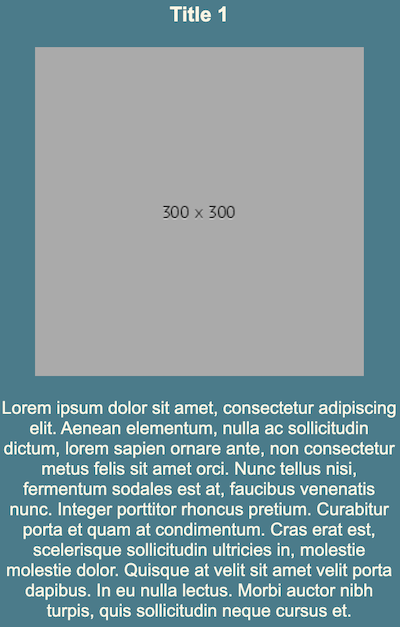 Title 1
300 x 300
Lorem ipsum dolor sit amet, consectetur adipiscing
elit. Aenean elementum, nulla ac sollicitudin
dictum, lorem sapien ornare ante, non consectetur
metus felis sit amet orci. Nunc tellus nisi,
fermentum sodales est at, faucibus venenatis
nunc. Integer porttitor rhoncus pretium. Curabitur
porta et quam at condimentum. Cras erat est,
scelerisque sollicitudin ultricies in, molestie
molestie dolor. Quisque at velit sit amet velit porta
dapibus. In eu nulla lectus. Morbi auctor nibh
turpis, quis sollicitudin neque cursus et.